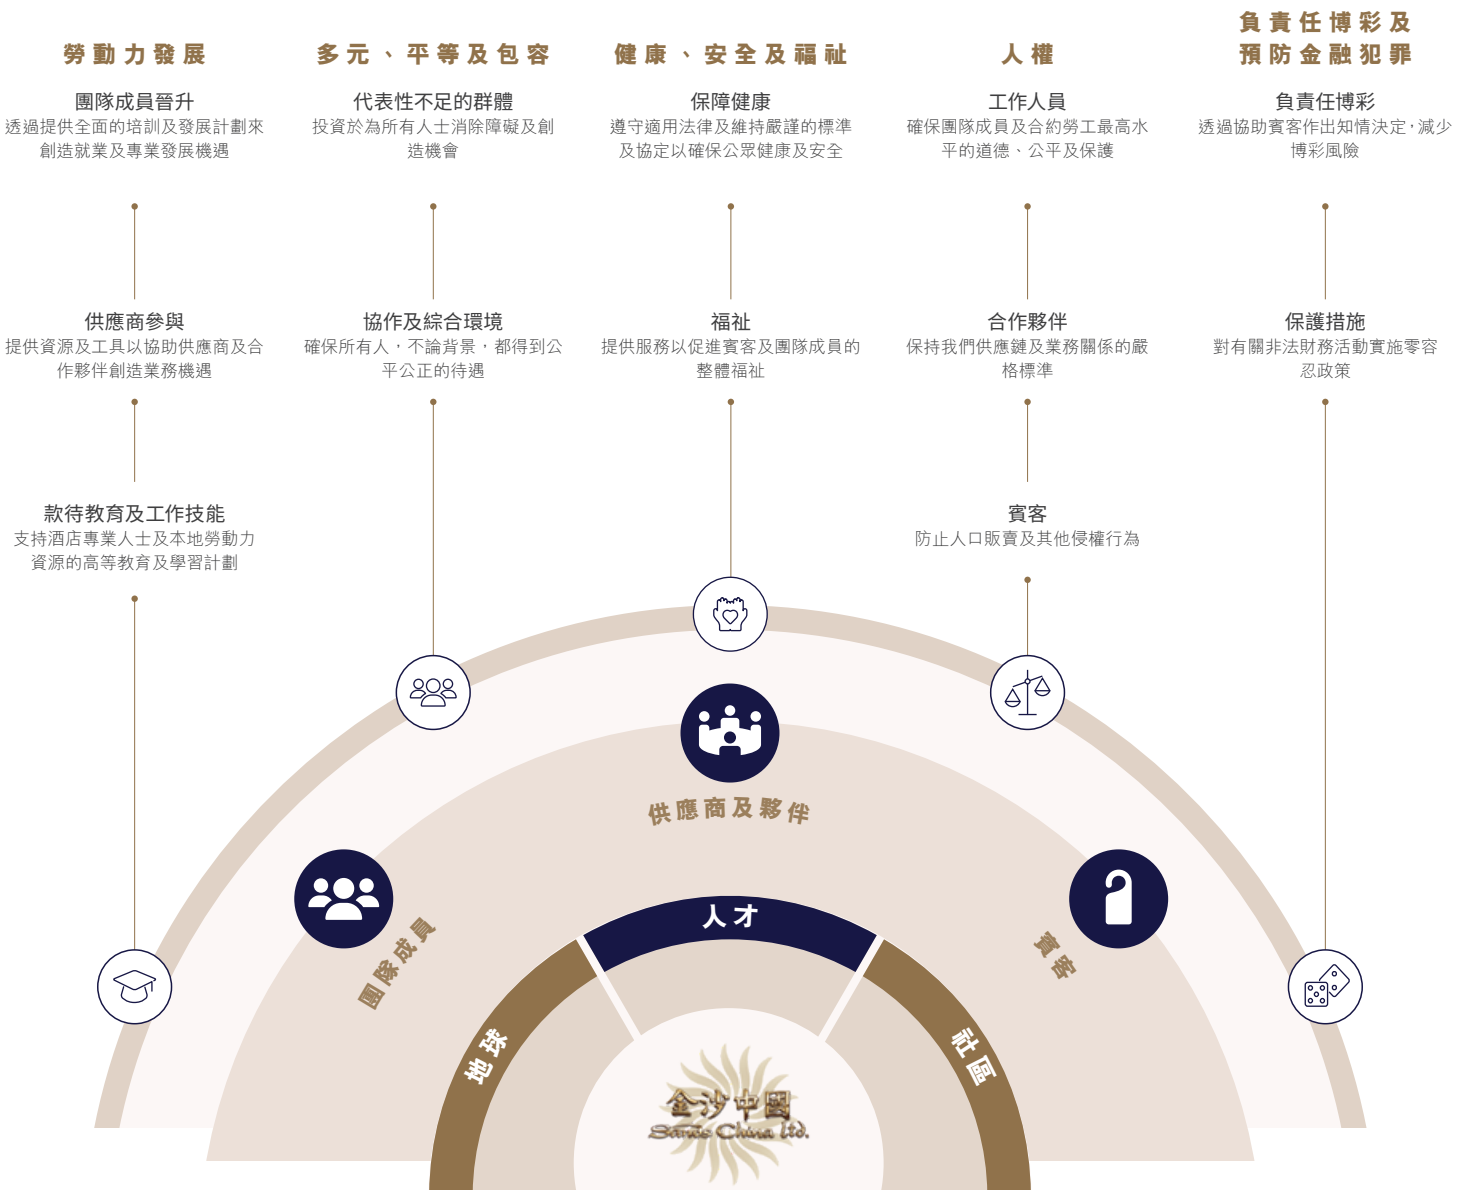 勞動力發展
團隊成員晉升
透過提供全面的培訓及發展計劃來
創造就業及專業發展機遇
供應商參與
提供資源及工具以協助供應商及合
作夥伴創造業務機遇
款待教育及工作技能
支持酒店專業人士及本地勞動力
資源的高等教育及學習計劃
多元、平等及包容
代表性不足的群體
投資於為所有人士消除障礙及創
造機會
協作及綜合環境
確保所有人，不論背景，都得到公
平公正的待遇
健康、安全及福祉
保障健康
遵守適用法律及維持嚴謹的標準
及協定以確保公眾健康及安全
福祉
提供服務以促進賓客及團隊成員的
整體福祉
人權
工作人員
確保團隊成員及合約勞工最高水
平的道德、公平及保護
合作夥伴
保持我們供應鏈及業務關係的嚴
格標準
賓客
防止人口販賣及其他侵權行為
負責任博彩及
預防金融犯罪
負責任博彩
透過協助賓客作出知情決定，減少
博彩風險
保護措施
對有關非法財務活動實施零容
忍政策
供應商及夥伴
團隊成員
賓客
人才
地球
社區
金沙中國
Sands China Ltd.